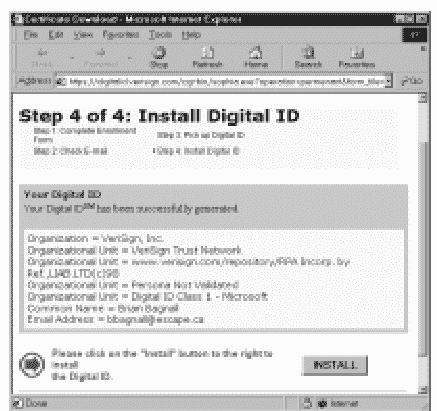 Certificate Download - Microsoft Internet Explorer
File Edit View Favorites Tools Help
Stop Refresh Home Search Favorites
Address
Step 4 of 4: Install Digital ID
Step 1: Complete Enrollment Form
Step 3: Pick up Digital ID
Step 2: Check E-mail
Step 4: Install Digital ID
Your Digital ID
Your Digital ID℠ has been successfully generated.
Organization = VeriSign, Inc.
Organizational Unit = VeriSign Trust Network
Organizational Unit = www.verisign.com/repository/RPA Incorp. by
Ref.,LIAB.LTD(c)98
Organizational Unit = Persona Not Validated
Organizational Unit = Digital ID Class 1 - Microsoft
Common Name = Brian Bagnall
Email Address = bbagnall@escape.ca
Please click on the "Install" button to the right to
install
the Digital ID.
INSTALL
Done
Internet